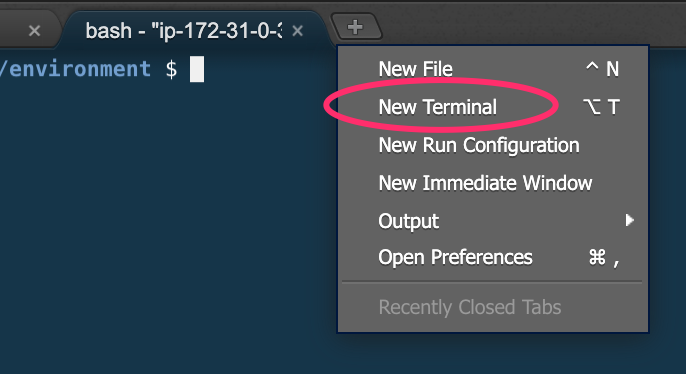 bash - "ip-172-31-0-3
/environment $
New File ^ N
New Terminal ⌥ T
New Run Configuration
New Immediate Window
Output
Open Preferences ⌘ ,
Recently Closed Tabs